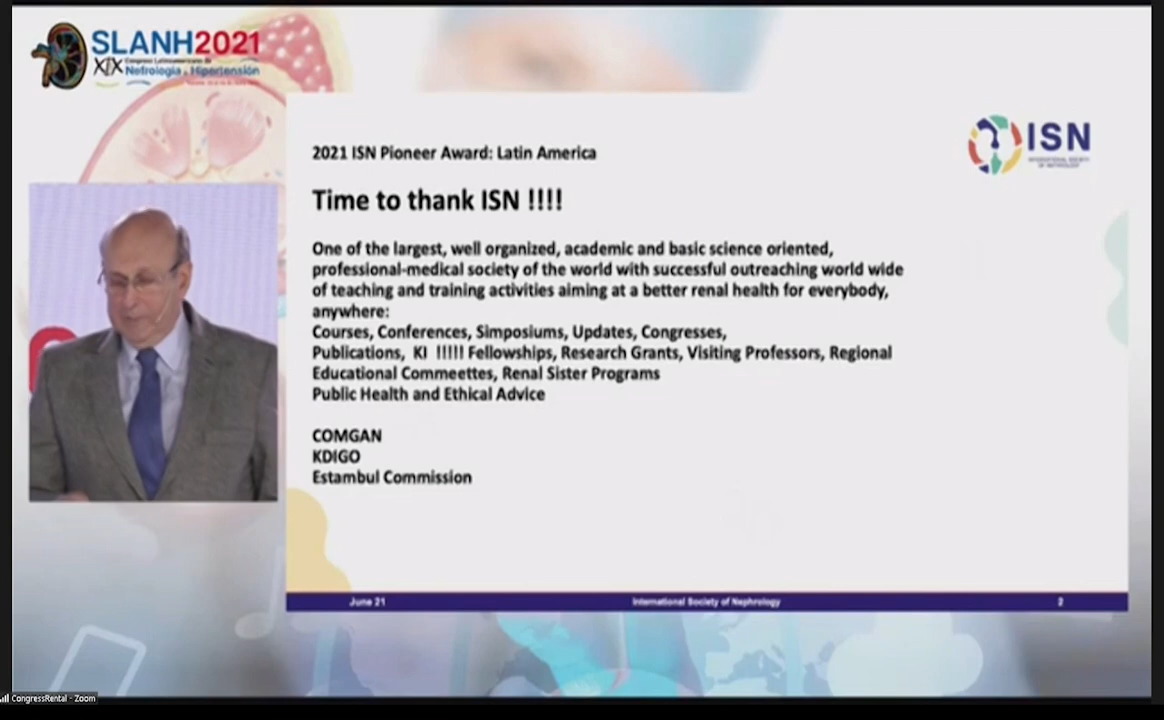 SLANH2021
XIX Congreso Latinoamericano de
Nefrología e Hipertensión
ISN
INTERNATIONAL SOCIETY
OF NEPHROLOGY
2021 ISN Pioneer Award: Latin America
Time to thank ISN !!!!
One of the largest, well organized, academic and basic science oriented,
professional-medical society of the world with successful outreaching world wide
of teaching and training activities aiming at a better renal health for everybody,
anywhere:
Courses, Conferences, Simposiums, Updates, Congresses,
Publications, KI !!!!! Fellowships, Research Grants, Visiting Professors, Regional
Educational Commeettes, Renal Sister Programs
Public Health and Ethical Advice
COMGAN
KDIGO
Estambul Commission
June 21
International Society of Nephrology
2
CongressRental - Zoom